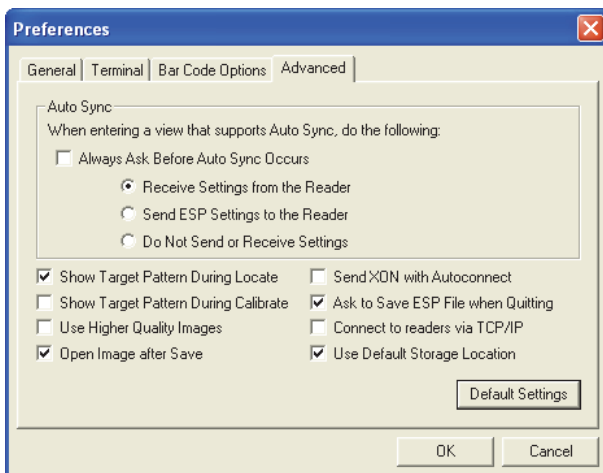 Preferences
General Terminal Bar Code Options Advanced
Auto Sync
When entering a view that supports Auto Sync, do the following:
Always Ask Before Auto Sync Occurs
Receive Settings from the Reader
Send ESP Settings to the Reader
Do Not Send or Receive Settings
Show Target Pattern During Locate Send XON with Autoconnect
Show Target Pattern During Calibrate Ask to Save ESP File when Quitting
Use Higher Quality Images Connect to readers via TCP/IP
Open Image after Save Use Default Storage Location
Default Settings
OK Cancel